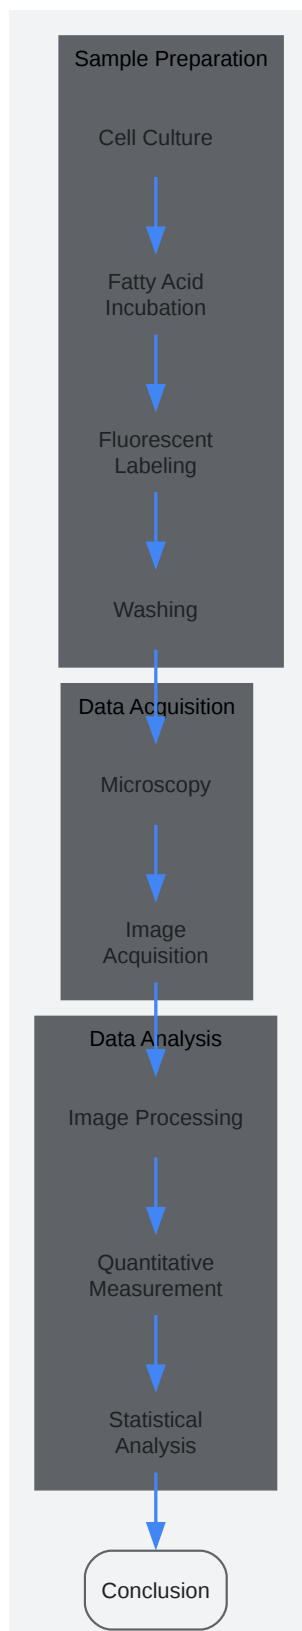 Sample Preparation
Cell Culture
Fatty Acid
Incubation
Fluorescent
Labeling
Washing
Data Acquisition
Microscopy
Image
Acquisition
Data Analysis
Image Processing
Quantitative
Measurement
Statistical
Analysis
Conclusion